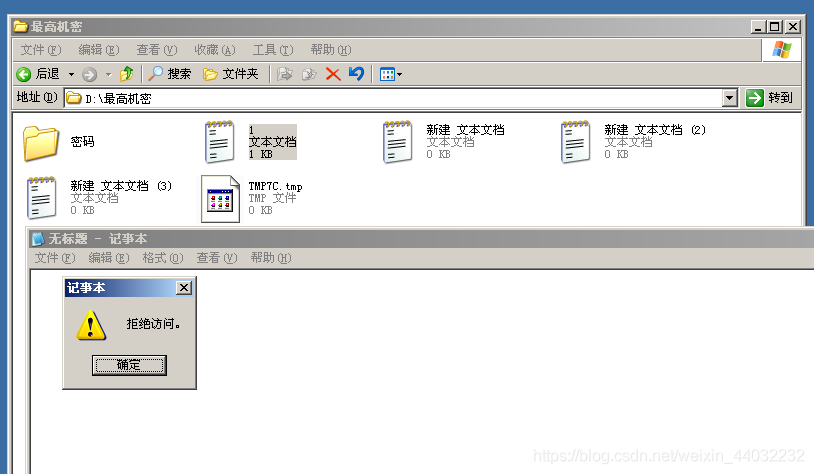 最高机密
文件(F) 编辑(E) 查看(V) 收藏(A) 工具(T) 帮助(H)
后退 搜索 文件夹
地址(D) D:\最高机密 转到
密码
1
文本文档
1 KB
新建 文本文档
文本文档
0 KB
新建 文本文档 (2)
文本文档
0 KB
新建 文本文档 (3)
文本文档
0 KB
TMP7C.tmp
TMP 文件
0 KB
无标题 - 记事本
文件(F) 编辑(E) 格式(O) 查看(V) 帮助(H)
记事本
拒绝访问。
确定
https://blog.csdn.net/weixin_44032232